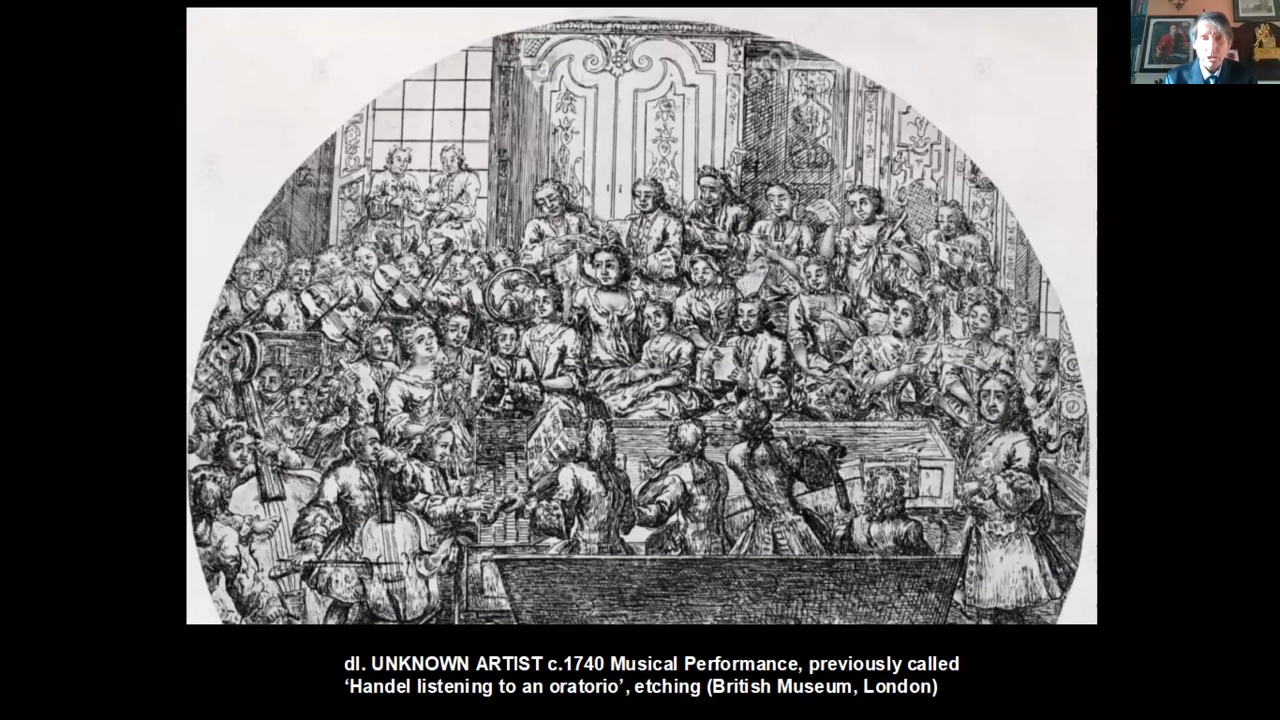 dl. UNKNOWN ARTIST c.1740 Musical Performance, previously called
‘Handel listening to an oratorio’, etching (British Museum, London)